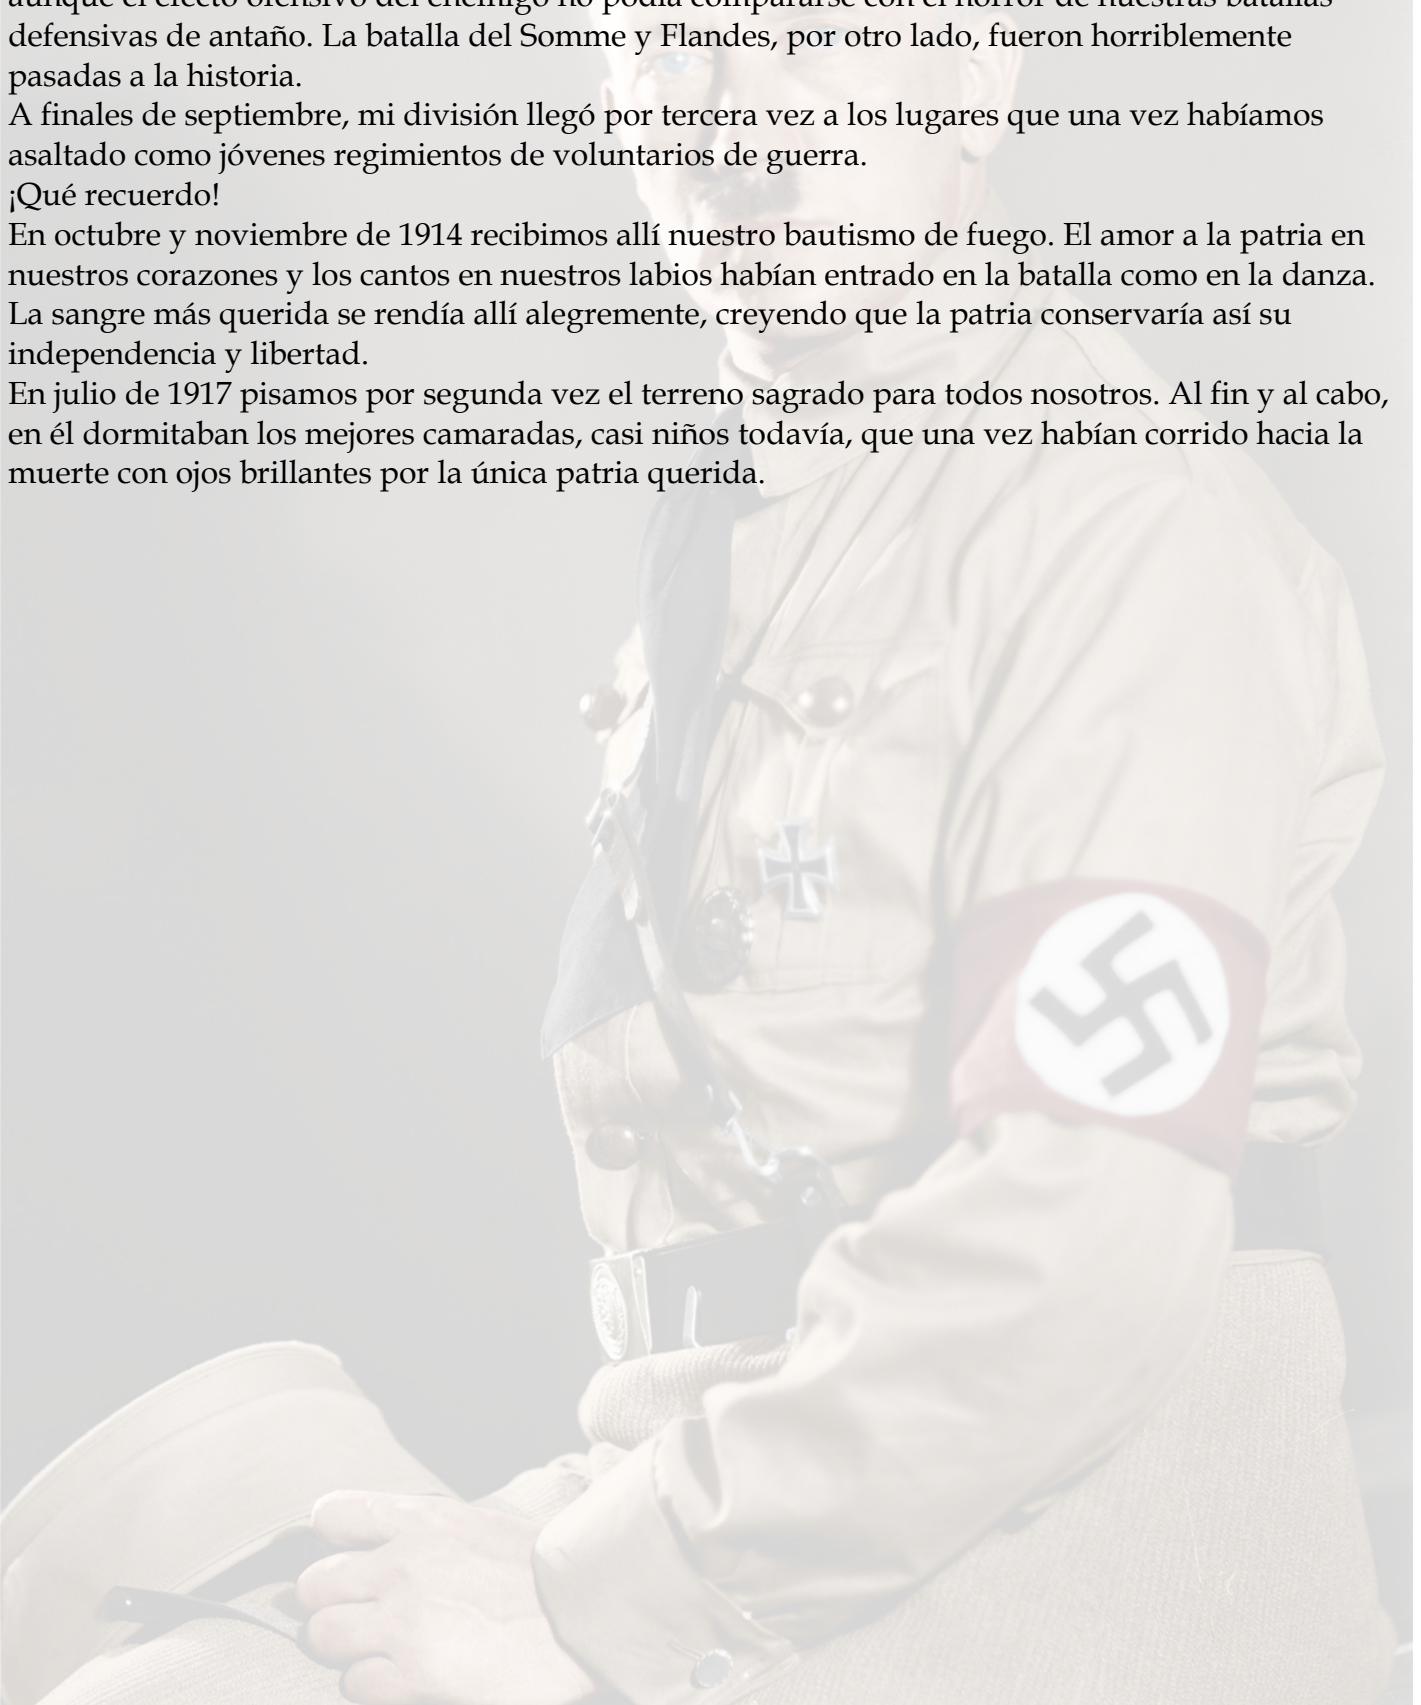 aunque el efecto ofensivo del enemigo no podía compararse con el horror de nuestras batallas
defensivas de antaño. La batalla del Somme y Flandes, por otro lado, fueron horriblemente
pasadas a la historia.
A finales de septiembre, mi división llegó por tercera vez a los lugares que una vez habíamos
asaltado como jóvenes regimientos de voluntarios de guerra.
¡Qué recuerdo!
En octubre y noviembre de 1914 recibimos allí nuestro bautismo de fuego. El amor a la patria en
nuestros corazones y los cantos en nuestros labios habían entrado en la batalla como en la danza.
La sangre más querida se rendía allí alegremente, creyendo que la patria conservaría así su
independencia y libertad.
En julio de 1917 pisamos por segunda vez el terreno sagrado para todos nosotros. Al fin y al cabo,
en él dormitaban los mejores camaradas, casi niños todavía, que una vez habían corrido hacia la
muerte con ojos brillantes por la única patria querida.